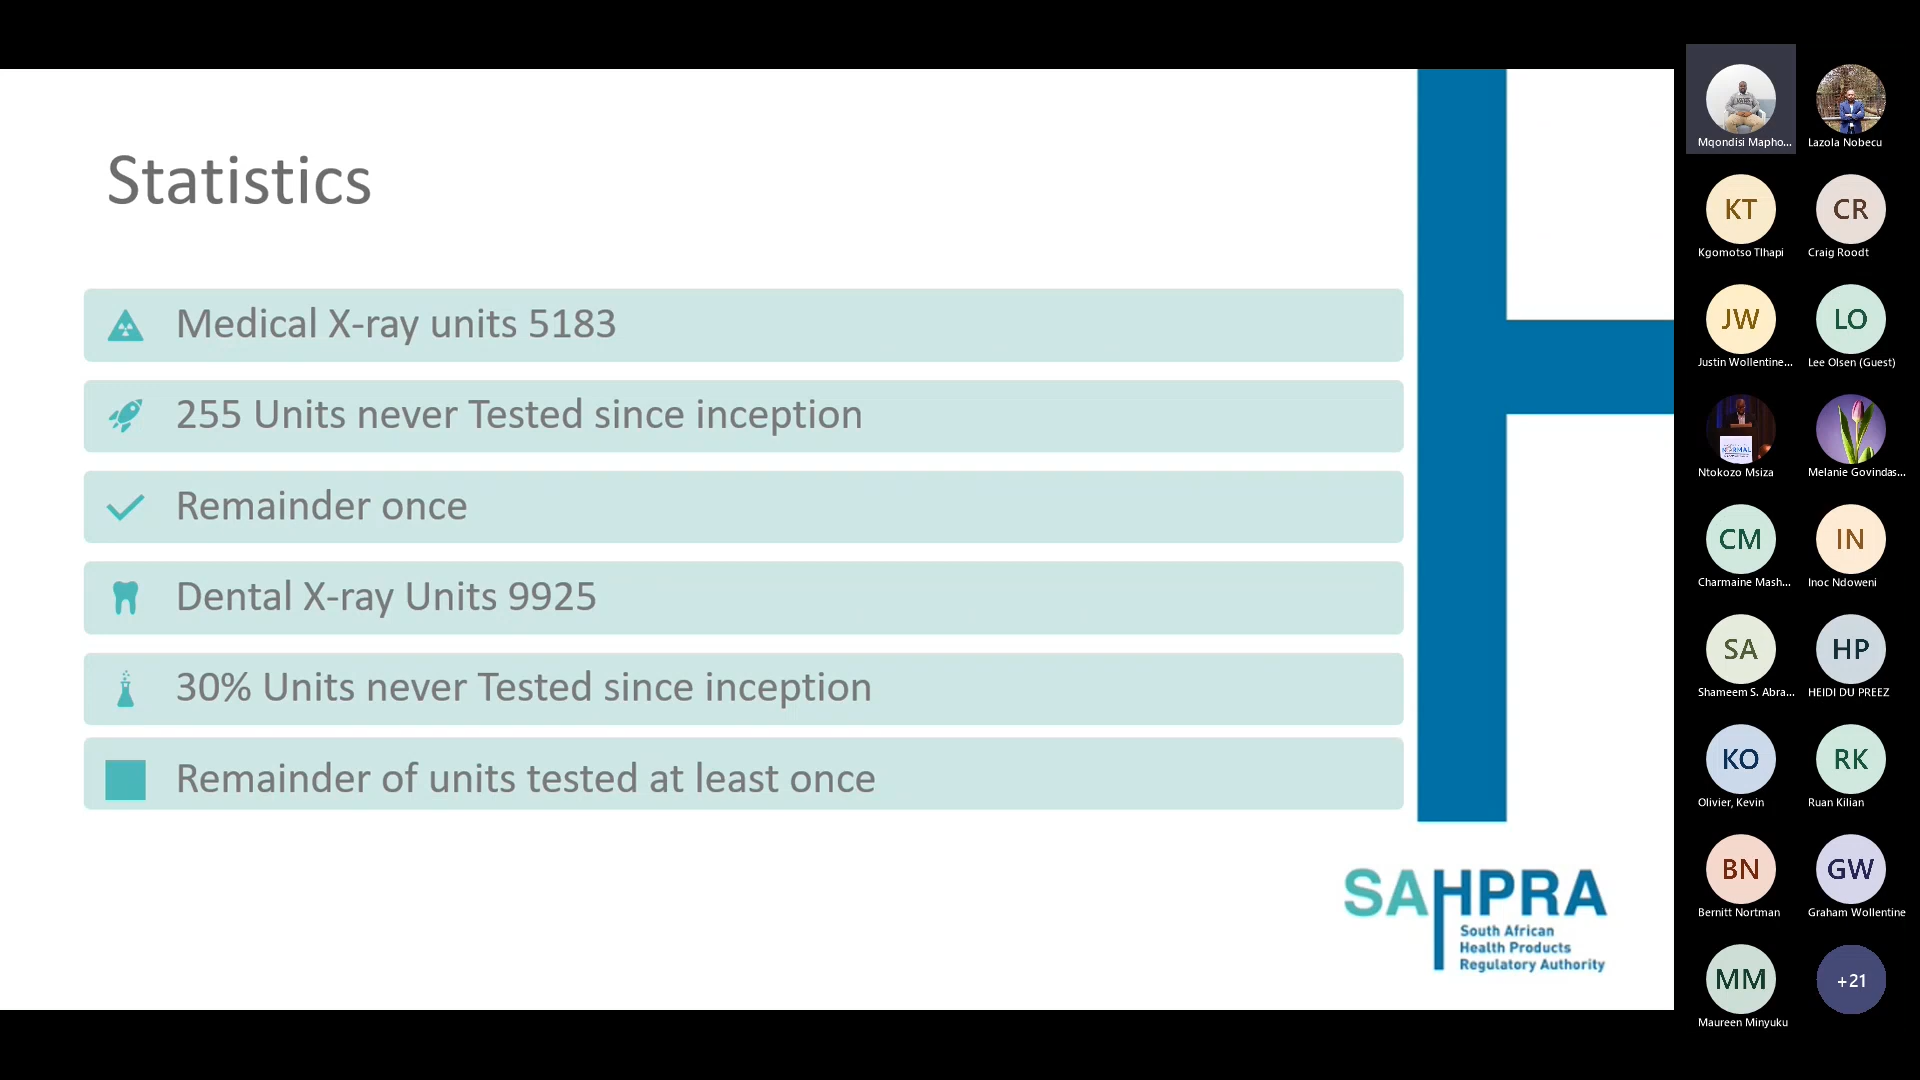 Statistics
Medical X-ray units 5183
255 Units never Tested since inception
Remainder once
Dental X-ray Units 9925
30% Units never Tested since inception
Remainder of units tested at least once
SAHPRA
South African
Health Products
Regulatory Authority
Mqondisi Mapho...
Lazola Nobecu
KT
CR
Kgomotso Tlhapi
Craig Roodt
JW
LO
Justin Wollentine...
Lee Olsen (Guest)
Ntokozo Msiza
Melanie Govindas...
CM
IN
Charmaine Mash...
Inoc Ndoweni
SA
HP
Shameem S. Abra...
HEIDI DU PREEZ
KO
RK
Olivier, Kevin
Ruan Kilian
BN
GW
Bernitt Nortman
Graham Wollentine
MM
+21
Maureen Minyuku